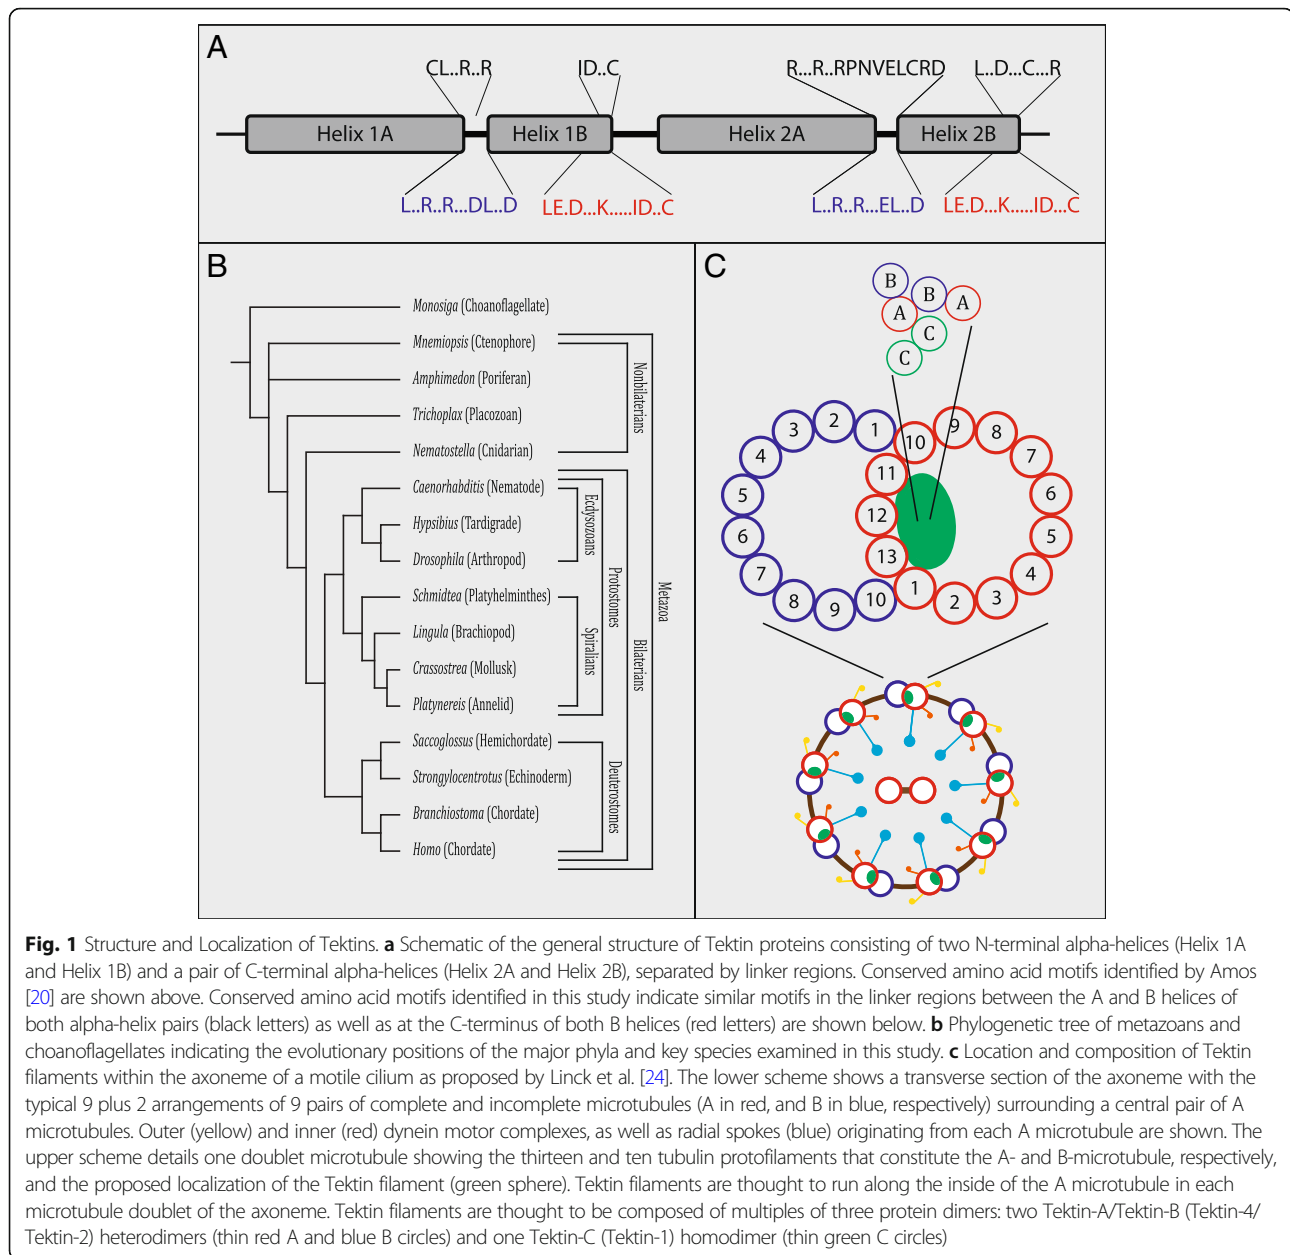 A
CL..R..R
ID..C
R...R..RPNVELCRD
L..D...C...R
Helix 1A
Helix 1B
Helix 2A
Helix 2B
L..R..R...DL..D
LE.D...K.....ID..C
L..R..R...EL..D
LE.D...K.....ID...C
B
Monosiga (Choanoflagellate)
Mnemiopsis (Ctenophore)
Amphimedon (Poriferan)
Trichoplax (Placozoan)
Nematostella (Cnidarian)
Caenorhabditis (Nematode)
Hypsibius (Tardigrade)
Drosophila (Arthropod)
Schmidtea (Platyhelminthes)
Lingula (Brachiopod)
Crassostrea (Mollusk)
Platynereis (Annelid)
Saccoglossus (Hemichordate)
Strongylocentrotus (Echinoderm)
Branchiostoma (Chordate)
Homo (Chordate)
Nonbilaterians
Ecdysozoans
Spiralians
Protostomes
Deuterostomes
Bilaterians
Metazoa
C
B
B
A
A
C
C
3
2
1
10
9
8
4
11
7
5
12
6
6
13
5
7
1
4
8
9
10
2
3
Fig. 1 Structure and Localization of Tektins. a Schematic of the general structure of Tektin proteins consisting of two N-terminal alpha-helices (Helix 1A
and Helix 1B) and a pair of C-terminal alpha-helices (Helix 2A and Helix 2B), separated by linker regions. Conserved amino acid motifs identified by Amos
[20] are shown above. Conserved amino acid motifs identified in this study indicate similar motifs in the linker regions between the A and B helices of
both alpha-helix pairs (black letters) as well as at the C-terminus of both B helices (red letters) are shown below. b Phylogenetic tree of metazoans and
choanoflagellates indicating the evolutionary positions of the major phyla and key species examined in this study. c Location and composition of Tektin
filaments within the axoneme of a motile cilium as proposed by Linck et al. [24]. The lower scheme shows a transverse section of the axoneme with the
typical 9 plus 2 arrangements of 9 pairs of complete and incomplete microtubules (A in red, and B in blue, respectively) surrounding a central pair of A
microtubules. Outer (yellow) and inner (red) dynein motor complexes, as well as radial spokes (blue) originating from each A microtubule are shown. The
upper scheme details one doublet microtubule showing the thirteen and ten tubulin protofilaments that constitute the A- and B-microtubule, respectively,
and the proposed localization of the Tektin filament (green sphere). Tektin filaments are thought to run along the inside of the A microtubule in each
microtubule doublet of the axoneme. Tektin filaments are thought to be composed of multiples of three protein dimers: two Tektin-A/Tektin-B (Tektin-4/
Tektin-2) heterodimers (thin red A and blue B circles) and one Tektin-C (Tektin-1) homodimer (thin green C circles)